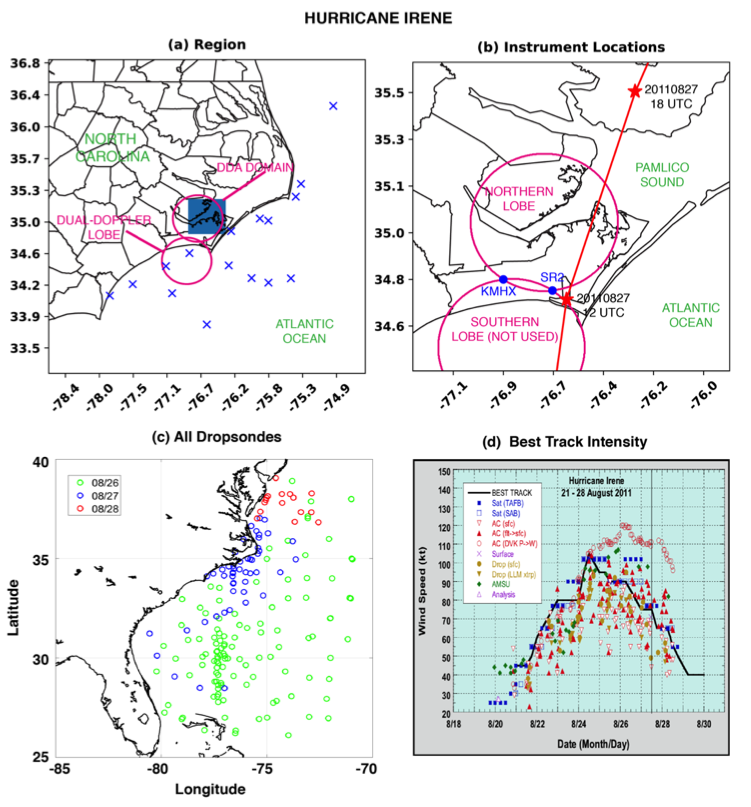 HURRICANE IRENE
(a) Region
36.8
36.4
36.0
35.7
35.3
35.0
34.6
34.2
33.9
33.5
NORTH
CAROLINA
DDA DOMAIN
DUAL-DOPPLER
LOBE
ATLANTIC
OCEAN
-78.4
-78.0
-77.5
-77.1
-76.7
-76.2
-75.8
-75.3
-74.9
(b) Instrument Locations
35.5
35.3
35.1
35.0
34.8
34.6
20110827
18 UTC
PAMLICO
SOUND
NORTHERN
LOBE
KMHX
SR2
20110827
12 UTC
SOUTHERN
LOBE (NOT USED)
ATLANTIC
OCEAN
-77.1
-76.9
-76.7
-76.4
-76.2
-76.0
(c) All Dropsondes
Latitude
40
35
30
25
08/26
08/27
08/28
-85
-80
-75
-70
Longitude
(d) Best Track Intensity
Wind Speed (kt)
150
140
130
120
110
100
90
80
70
60
50
40
30
20
Hurricane Irene
21 - 28 August 2011
BEST TRACK
Sat (TAFB)
Sat (SAB)
AC (sfc)
AC (flt->sfc)
AC (DVK P->W)
Surface
Drop (sfc)
Drop (LLM xtrp)
AMSU
Analysis
8/18
8/20
8/22
8/24
8/26
8/28
8/30
Date (Month/Day)